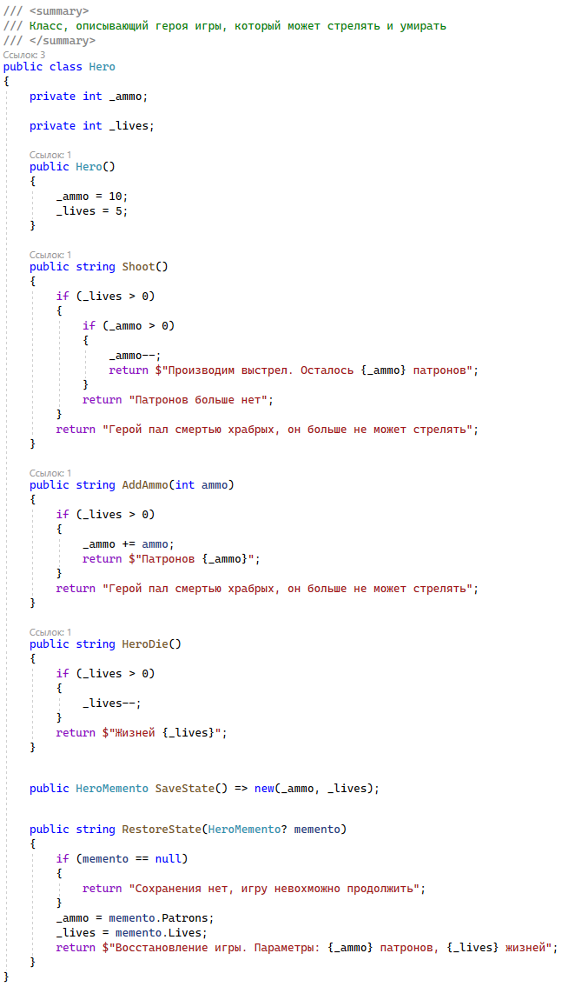 /// <summary>
/// Класс, описывающий героя игры, который может стрелять и умирать
/// </summary>
Ссылок: 3
public class Hero
{
    private int _ammo;

    private int _lives;

    Ссылок: 1
    public Hero()
    {
        _ammo = 10;
        _lives = 5;
    }

    Ссылок: 1
    public string Shoot()
    {
        if (_lives > 0)
        {
            if (_ammo > 0)
            {
                _ammo--;
                return $"Производим выстрел. Осталось {_ammo} патронов";
            }
            return "Патронов больше нет";
        }
        return "Герой пал смертью храбрых, он больше не может стрелять";
    }

    Ссылок: 1
    public string AddAmmo(int ammo)
    {
        if (_lives > 0)
        {
            _ammo += ammo;
            return $"Патронов {_ammo}";
        }
        return "Герой пал смертью храбрых, он больше не может стрелять";
    }

    Ссылок: 1
    public string HeroDie()
    {
        if (_lives > 0)
        {
            _lives--;
        }
        return $"Жизней {_lives}";
    }

    public HeroMemento SaveState() => new(_ammo, _lives);

    public string RestoreState(HeroMemento? memento)
    {
        if (memento == null)
        {
            return "Сохранения нет, игру невохможно продолжить";
        }
        _ammo = memento.Patrons;
        _lives = memento.Lives;
        return $"Восстановление игры. Параметры: {_ammo} патронов, {_lives} жизней";
    }
}